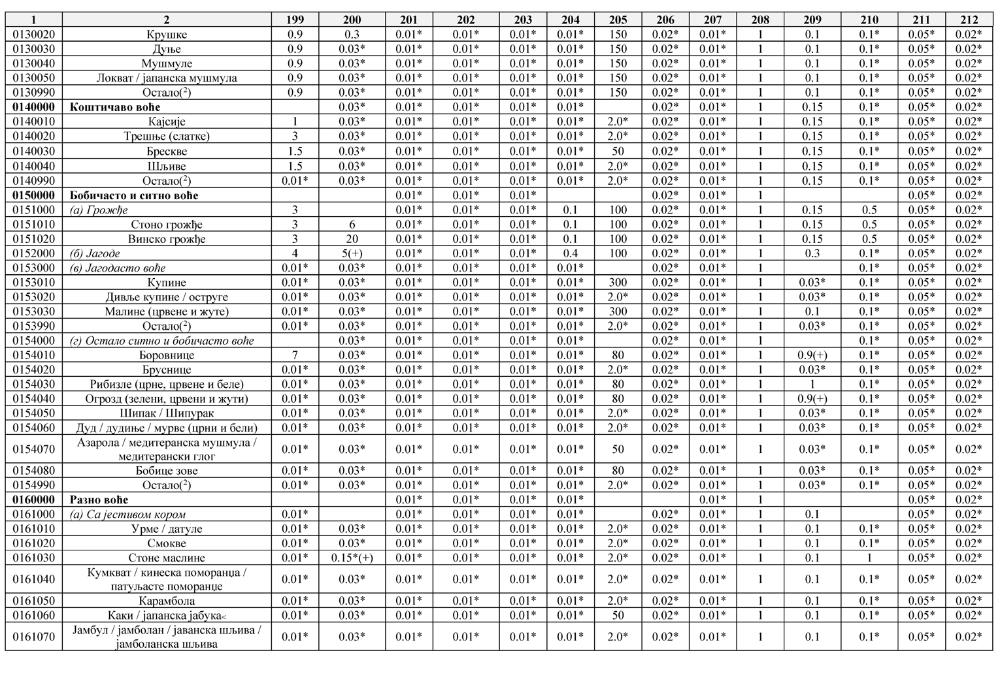 1 2 199 200 201 202 203 204 205 206 207 208 209 210 211 212
0130020 Крушке 0.9 0.3 0.01* 0.01* 0.01* 0.01* 150 0.02* 0.01* 1 0.1 0.1* 0.05* 0.02*
0130030 Дуње 0.9 0.03* 0.01* 0.01* 0.01* 0.01* 150 0.02* 0.01* 1 0.1 0.1* 0.05* 0.02*
0130040 Мушмуле 0.9 0.03* 0.01* 0.01* 0.01* 0.01* 150 0.02* 0.01* 1 0.1 0.1* 0.05* 0.02*
0130050 Локват / јапанска мушмула 0.9 0.03* 0.01* 0.01* 0.01* 0.01* 150 0.02* 0.01* 1 0.1 0.1* 0.05* 0.02*
0130990 Остало(2) 0.9 0.03* 0.01* 0.01* 0.01* 0.01* 150 0.02* 0.01* 1 0.1 0.1* 0.05* 0.02*
0140000 Коштичаво воће 0.03* 0.01* 0.01* 0.01* 0.01* 0.02* 0.01* 1 0.15 0.1* 0.05* 0.02*
0140010 Кајсије 1 0.03* 0.01* 0.01* 0.01* 0.01* 2.0* 0.02* 0.01* 1 0.15 0.1* 0.05* 0.02*
0140020 Трешње (слатке) 3 0.03* 0.01* 0.01* 0.01* 0.01* 2.0* 0.02* 0.01* 1 0.15 0.1* 0.05* 0.02*
0140030 Брескве 1.5 0.03* 0.01* 0.01* 0.01* 0.01* 50 0.02* 0.01* 1 0.15 0.1* 0.05* 0.02*
0140040 Шљиве 1.5 0.03* 0.01* 0.01* 0.01* 0.01* 2.0* 0.02* 0.01* 1 0.15 0.1* 0.05* 0.02*
0140990 Остало(2) 0.01* 0.03* 0.01* 0.01* 0.01* 0.01* 2.0* 0.02* 0.01* 1 0.15 0.1* 0.05* 0.02*
0150000 Бобичасто и ситно воће 0.01* 0.01* 0.01* 0.02* 0.01* 1 0.05* 0.02*
0151000 (а) Грожђе 3 0.01* 0.01* 0.01* 0.1 100 0.02* 0.01* 1 0.15 0.5 0.05* 0.02*
0151010 Стоно грожђе 3 6 0.01* 0.01* 0.01* 0.1 100 0.02* 0.01* 1 0.15 0.5 0.05* 0.02*
0151020 Винско грожђе 3 20 0.01* 0.01* 0.01* 0.1 100 0.02* 0.01* 1 0.15 0.5 0.05* 0.02*
0152000 (б) Јагоде 4 5(+) 0.01* 0.01* 0.01* 0.4 100 0.02* 0.01* 1 0.3 0.1* 0.05* 0.02*
0153000 (в) Јагодасто воће 0.01* 0.03* 0.01* 0.01* 0.01* 0.01* 0.02* 0.01* 1 0.1* 0.05* 0.02*
0153010 Купине 0.01* 0.03* 0.01* 0.01* 0.01* 0.01* 300 0.02* 0.01* 1 0.03* 0.1* 0.05* 0.02*
0153020 Дивље купине / оструге 0.01* 0.03* 0.01* 0.01* 0.01* 0.01* 2.0* 0.02* 0.01* 1 0.03* 0.1* 0.05* 0.02*
0153030 Малине (црвене и жуте) 0.01* 0.03* 0.01* 0.01* 0.01* 0.01* 300 0.02* 0.01* 1 0.1 0.1* 0.05* 0.02*
0153990 Остало(2) 0.01* 0.03* 0.01* 0.01* 0.01* 0.01* 2.0* 0.02* 0.01* 1 0.03* 0.1* 0.05* 0.02*
0154000 (г) Остало ситно и бобичасто воће 0.03* 0.01* 0.01* 0.01* 0.01* 0.02* 0.01* 1 0.1* 0.05* 0.02*
0154010 Боровнице 7 0.03* 0.01* 0.01* 0.01* 0.01* 80 0.02* 0.01* 1 0.9(+) 0.1* 0.05* 0.02*
0154020 Бруснице 0.01* 0.03* 0.01* 0.01* 0.01* 0.01* 2.0* 0.02* 0.01* 1 0.03* 0.1* 0.05* 0.02*
0154030 Рибизле (црне, црвене и беле) 0.01* 0.03* 0.01* 0.01* 0.01* 0.01* 80 0.02* 0.01* 1 1 0.1* 0.05* 0.02*
0154040 Огрозд (зелени, црвени и жути) 0.01* 0.03* 0.01* 0.01* 0.01* 0.01* 80 0.02* 0.01* 1 0.9(+) 0.1* 0.05* 0.02*
0154050 Шипак / Шипурак 0.01* 0.03* 0.01* 0.01* 0.01* 0.01* 2.0* 0.02* 0.01* 1 0.03* 0.1* 0.05* 0.02*
0154060 Дуд / дудиње / мурве (црни и бели) 0.01* 0.03* 0.01* 0.01* 0.01* 0.01* 2.0* 0.02* 0.01* 1 0.03* 0.1* 0.05* 0.02*
0154070 Азарола / медитеранска мушмула /
медитерански глог 0.01* 0.03* 0.01* 0.01* 0.01* 0.01* 50 0.02* 0.01* 1 0.03* 0.1* 0.05* 0.02*
0154080 Бобице зове 0.01* 0.03* 0.01* 0.01* 0.01* 0.01* 80 0.02* 0.01* 1 0.03* 0.1* 0.05* 0.02*
0154990 Остало(2) 0.01* 0.03* 0.01* 0.01* 0.01* 0.01* 2.0* 0.02* 0.01* 1 0.03* 0.1* 0.05* 0.02*
0160000 Разно воће 0.01* 0.01* 0.01* 0.01* 1 0.05* 0.02*
0161000 (а) Са јестивом кором 0.01* 0.01* 0.01* 0.01* 0.01* 0.02* 0.01* 1 0.1 0.05* 0.02*
0161010 Урме / датуле 0.01* 0.03* 0.01* 0.01* 0.01* 0.01* 2.0* 0.02* 0.01* 1 0.1 0.1* 0.05* 0.02*
0161020 Смокве 0.01* 0.03* 0.01* 0.01* 0.01* 0.01* 2.0* 0.02* 0.01* 1 0.1 0.1* 0.05* 0.02*
0161030 Стоне маслине 0.01* 0.15*(+) 0.01* 0.01* 0.01* 0.01* 2.0* 0.02* 0.01* 1 0.1 1 0.05* 0.02*
0161040 Кумкват / кинеска поморанџа /
патуљасте поморанџе 0.01* 0.03* 0.01* 0.01* 0.01* 0.01* 2.0* 0.02* 0.01* 1 0.1 0.1* 0.05* 0.02*
0161050 Карамбола 0.01* 0.03* 0.01* 0.01* 0.01* 0.01* 2.0* 0.02* 0.01* 1 0.1 0.1* 0.05* 0.02*
0161060 Каки / јапанска јабука< 0.01* 0.03* 0.01* 0.01* 0.01* 0.01* 50 0.02* 0.01* 1 0.1 0.1* 0.05* 0.02*
0161070 Јамбул / јамболан / јаванска шљива /
јамболанска шљива 0.01* 0.03* 0.01* 0.01* 0.01* 0.01* 2.0* 0.02* 0.01* 1 0.1 0.1* 0.05* 0.02*